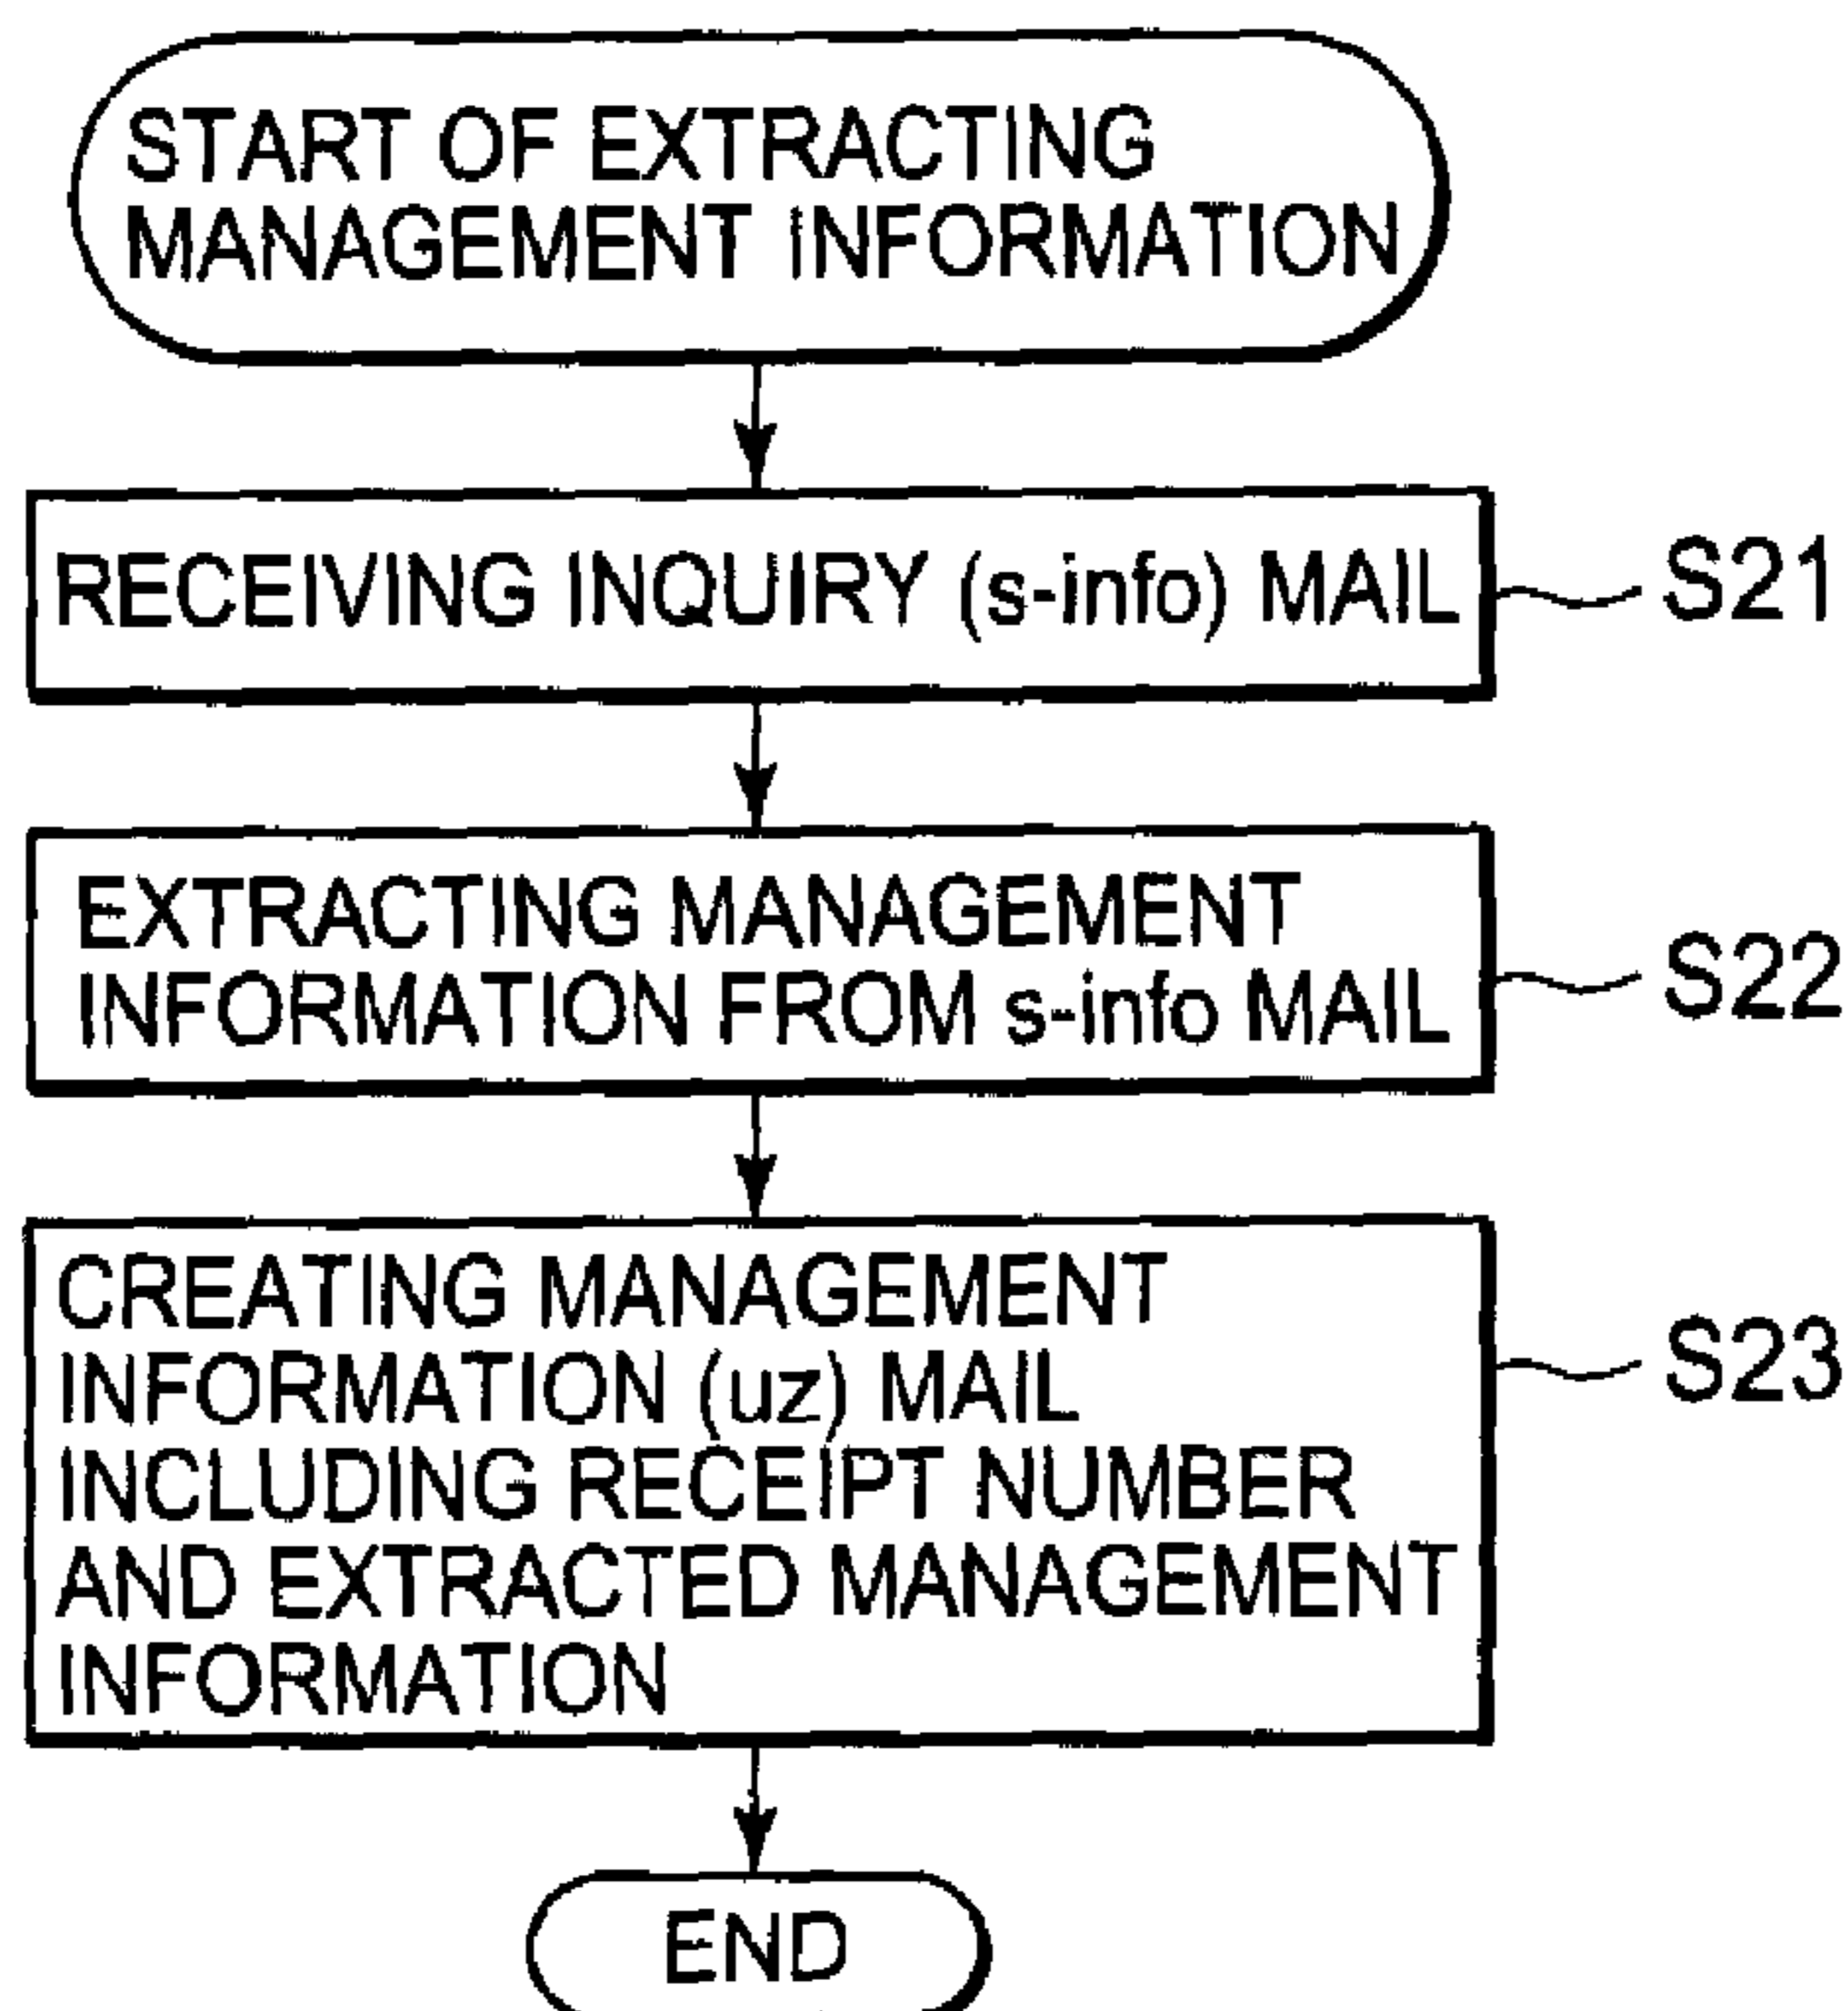 START OF EXTRACTING
MANAGEMENT INFORMATION
RECEIVING INQUIRY (s-info) MAIL
S21
EXTRACTING MANAGEMENT
INFORMATION FROM s-info MAIL
S22
CREATING MANAGEMENT
INFORMATION (uz) MAIL
INCLUDING RECEIPT NUMBER
AND EXTRACTED MANAGEMENT
INFORMATION
S23
END